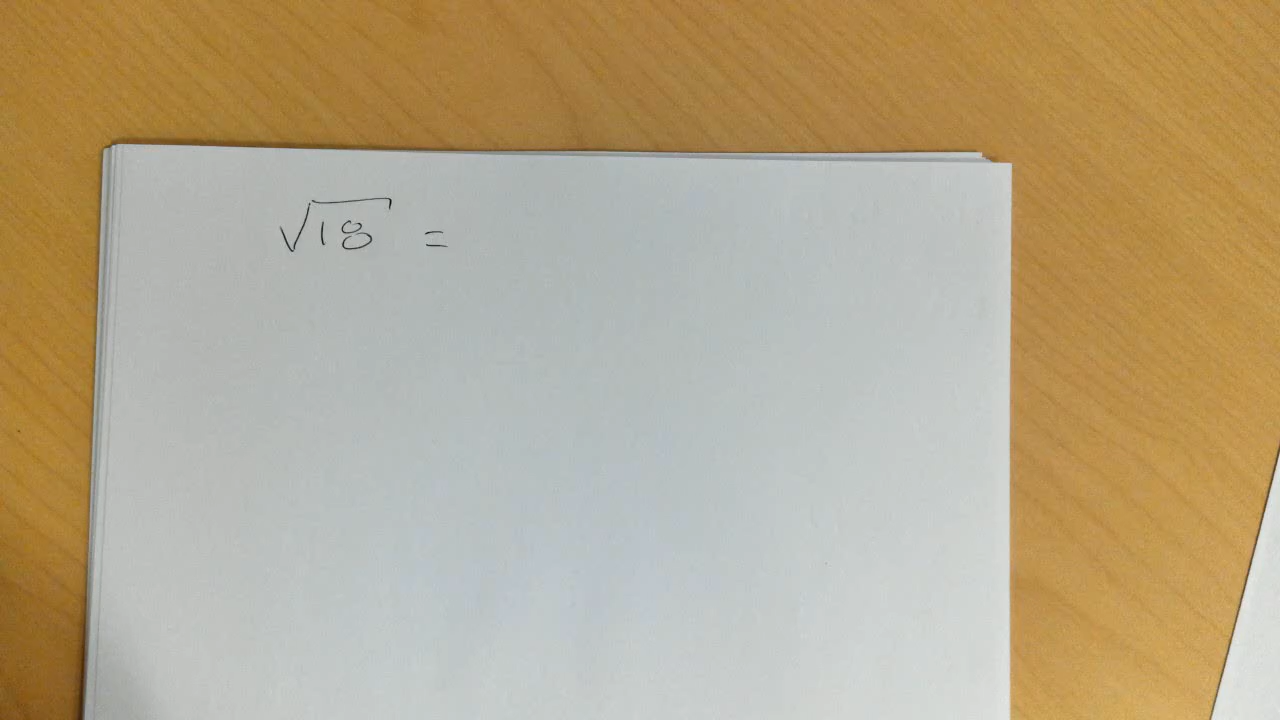 √18 =